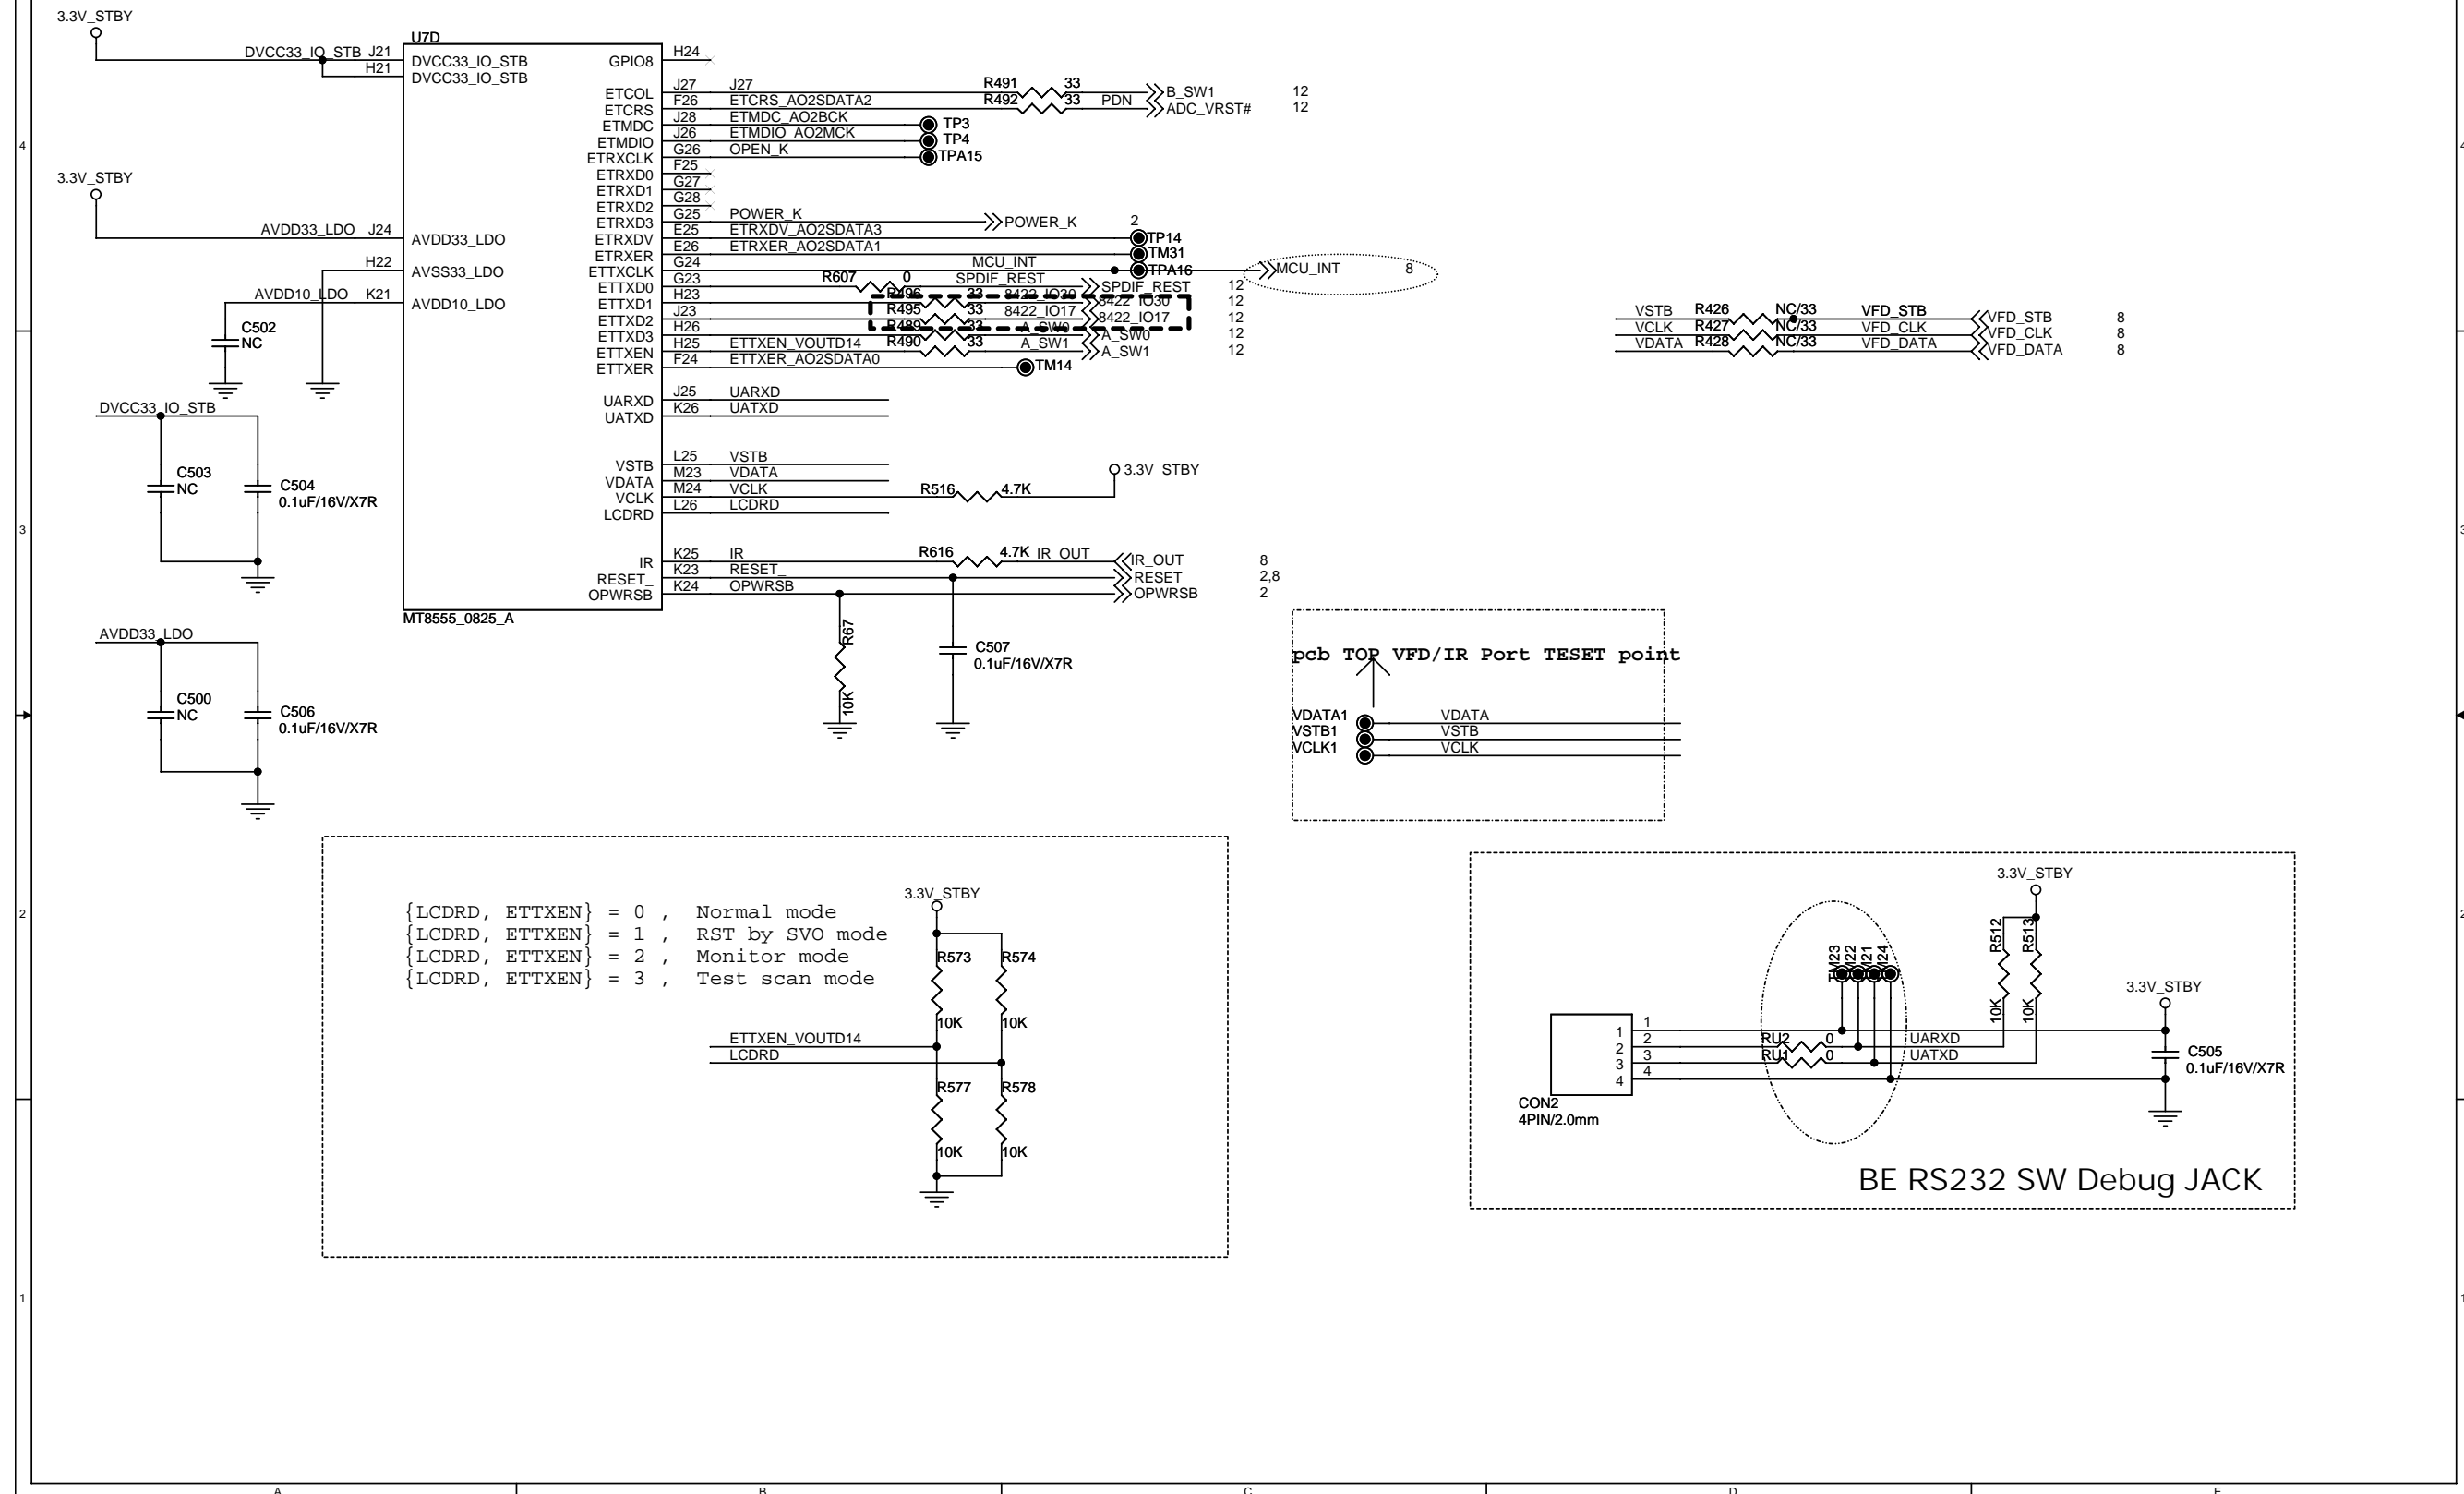 3.3V_STBY
U7D
DVCC33_IO_STB J21 DVCC33_IO_STB GPIO8 H24
H21 DVCC33_IO_STB
ETCOL J27 J27 R491 33 B_SW1 12
ETCRS F26 ETCRS_AO2SDATA2 R492 33 PDN ADC_VRST# 12
ETMDC J28 ETMDC_AO2BCK TP3
ETMDIO J26 ETMDIO_AO2MCK TP4
ETRXCLK G26 OPEN_K TPA15
ETRXD0 F25
ETRXD1 G27
ETRXD2 G28
ETRXD3 G25 POWER_K POWER_K 2
ETRXDV E25 ETRXDV_AO2SDATA3 TP14
ETRXER E26 ETRXER_AO2SDATA1 TM31
ETTXCLK G24 MCU_INT TPA16 MCU_INT 8
ETTXD0 G23 R607 0 SPDIF_REST SPDIF_REST 12
ETTXD1 H23 R496 33 8422_IO30 8422_IO30 12
ETTXD2 J23 R495 33 8422_IO17 8422_IO17 12
ETTXD3 H26 R489 33 A_SW0 A_SW0 12
ETTXEN H25 ETTXEN_VOUTD14 R490 33 A_SW1 A_SW1 12
ETTXER F24 ETTXER_AO2SDATA0 TM14
3.3V_STBY
AVDD33_LDO J24 AVDD33_LDO
H22 AVSS33_LDO
AVDD10_LDO K21 AVDD10_LDO
C502
NC
VSTB R426 NC/33 VFD_STB VFD_STB 8
VCLK R427 NC/33 VFD_CLK VFD_CLK 8
VDATA R428 NC/33 VFD_DATA VFD_DATA 8
UARXD J25 UARXD
UATXD K26 UATXD
VSTB L25 VSTB
VDATA M23 VDATA
VCLK M24 VCLK R516 4.7K 3.3V_STBY
LCDRD L26 LCDRD
IR K25 IR R616 4.7K IR_OUT IR_OUT 8
RESET_ K23 RESET_ RESET_ 2,8
OPWRSB K24 OPWRSB OPWRSB 2
MT8555_0825_A
DVCC33_IO_STB
C503
NC
C504
0.1uF/16V/X7R
AVDD33_LDO
C500
NC
C506
0.1uF/16V/X7R
R67
10K
C507
0.1uF/16V/X7R
pcb TOP VFD/IR Port TESET point
VDATA1 VDATA
VSTB1 VSTB
VCLK1 VCLK
{LCDRD, ETTXEN} = 0 , Normal mode
{LCDRD, ETTXEN} = 1 , RST by SVO mode
{LCDRD, ETTXEN} = 2 , Monitor mode
{LCDRD, ETTXEN} = 3 , Test scan mode
3.3V_STBY
R573 R574
10K 10K
ETTXEN_VOUTD14
LCDRD
R577 R578
10K 10K
3.3V_STBY
R512 R513
10K 10K
TM23
3.3V_STBY
1 1
2 2 RU2 0 UARXD
3 3 RU1 0 UATXD
4 4
C505
0.1uF/16V/X7R
CON2
4PIN/2.0mm
BE RS232 SW Debug JACK
4
3
2
1
A B C D